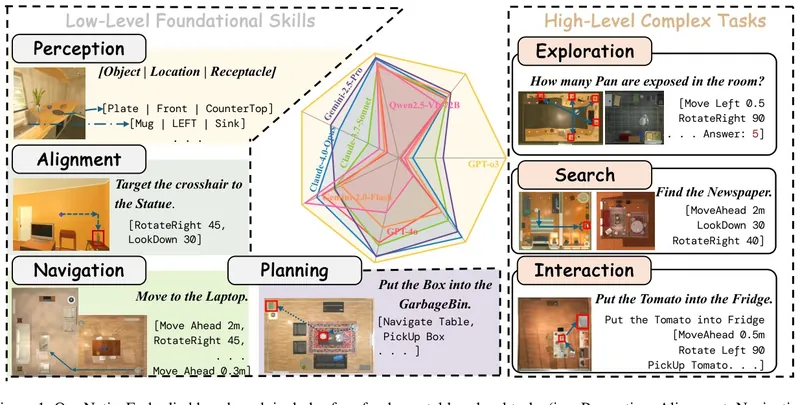 Low-Level Foundational Skills
Perception
[Object | Location | Receptacle]
[Plate | Front | CounterTop]
[Mug | LEFT | Sink]
. . .
Alignment
Target the crosshair to
the Statue.
[RotateRight 45,
LookDown 30]
Navigation
Move to the Laptop.
[Move Ahead 2m,
RotateRight 45,
. . .
Move Ahead 0.3m]
Planning
Put the Box into the
GarbageBin.
[Navigate Table,
PickUp Box
. . . ]
Gemini-2.5-Pro
Qwen2.5-VL-72B
Claude-3.7-Sonnet
Claude-4.0-Opus
GPT-o3
Gemini-2.0-Flash
GPT-4o
High-Level Complex Tasks
Exploration
How many Pan are exposed in the room?
[Move Left 0.5
RotateRight 90
. . . Answer: 5]
Search
Find the Newspaper.
[MoveAhead 2m
LookDown 30
RotateRight 40]
Interaction
Put the Tomato into the Fridge.
Put the Tomato into Fridge
[MoveAhead 0.5m
Rotate Left 90
PickUp Tomato. . .]